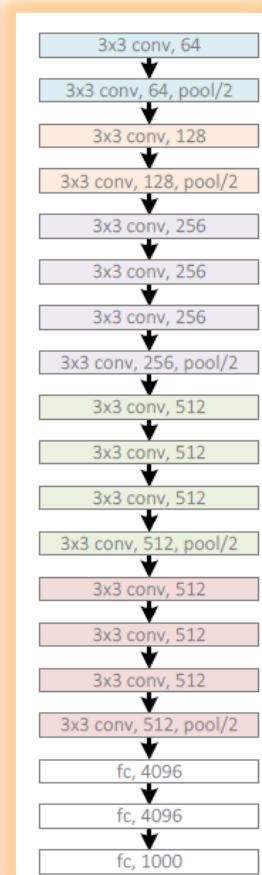 3x3 conv, 64
3x3 conv, 64, pool/2
3x3 conv, 128
3x3 conv, 128, pool/2
3x3 conv, 256
3x3 conv, 256
3x3 conv, 256
3x3 conv, 256, pool/2
3x3 conv, 512
3x3 conv, 512
3x3 conv, 512
3x3 conv, 512, pool/2
3x3 conv, 512
3x3 conv, 512
3x3 conv, 512
3x3 conv, 512, pool/2
fc, 4096
fc, 4096
fc, 1000